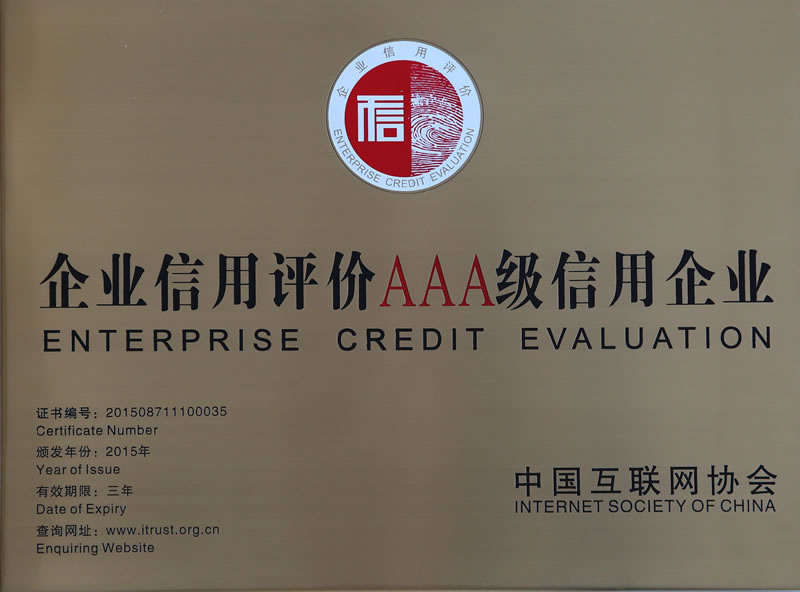 企业信用评价
信
ENTERPRISE CREDIT EVALUATION
企业信用评价AAA级信用企业
ENTERPRISE CREDIT EVALUATION
证书编号：201508711100035
Certificate Number
颁发年份：2015年
Year of Issue
有效期限：三年
Date of Expiry
查询网址：www.itrust.org.cn
Enquiring Website
中国互联网协会
INTERNET SOCIETY OF CHINA